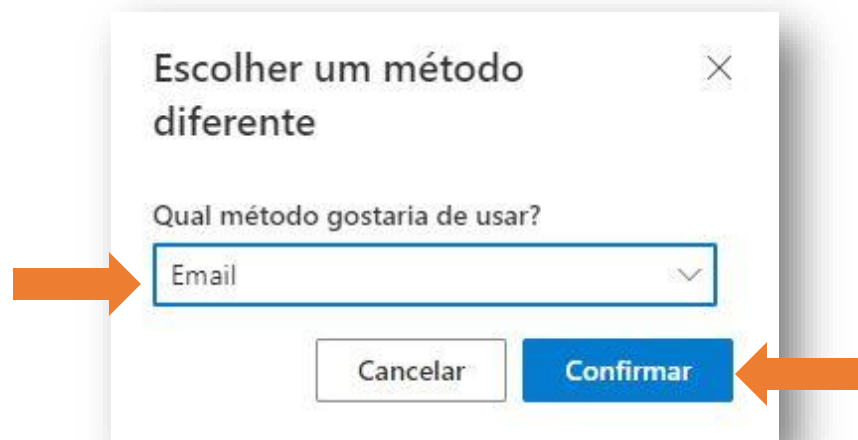 Escolher um método
diferente
Qual método gostaria de usar?
Email
Cancelar
Confirmar